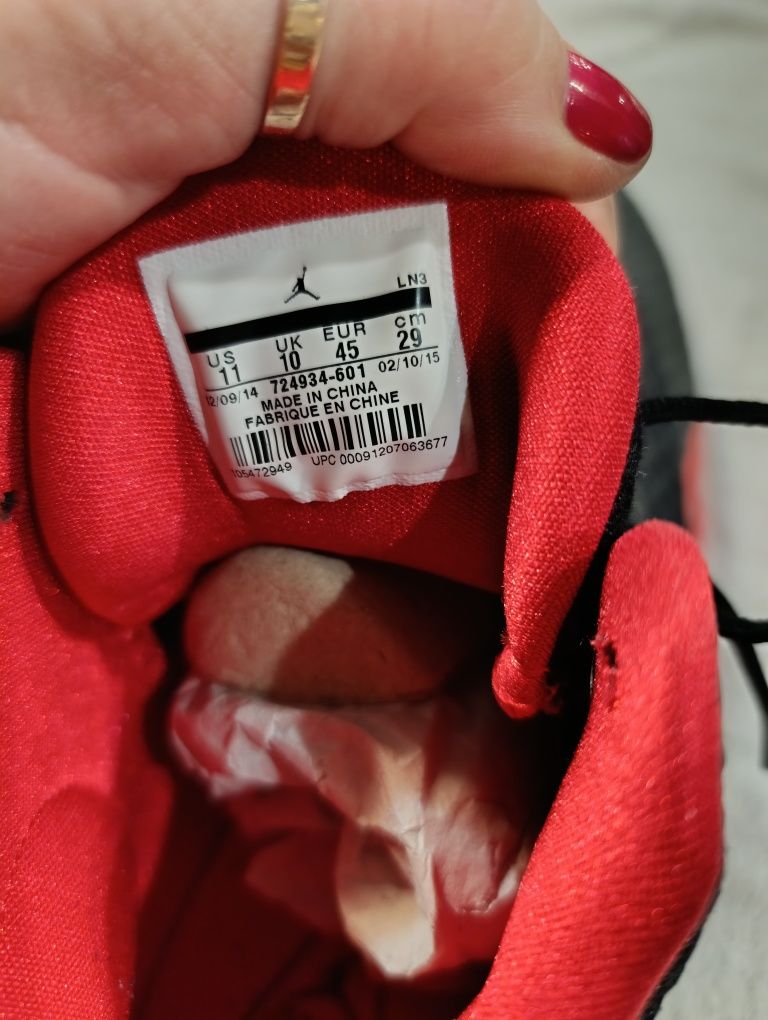 LN3
US UK EUR cm
11 10 45 29
02/09/14 724934-601 02/10/15
MADE IN CHINA
FABRIQUE EN CHINE
105472949 UPC 00091207063677